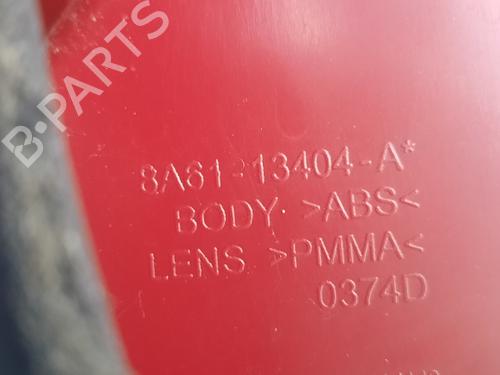 B-PARTS
8A61-13404-A*
BODY >ABS<
LENS >PMMA<
0374D